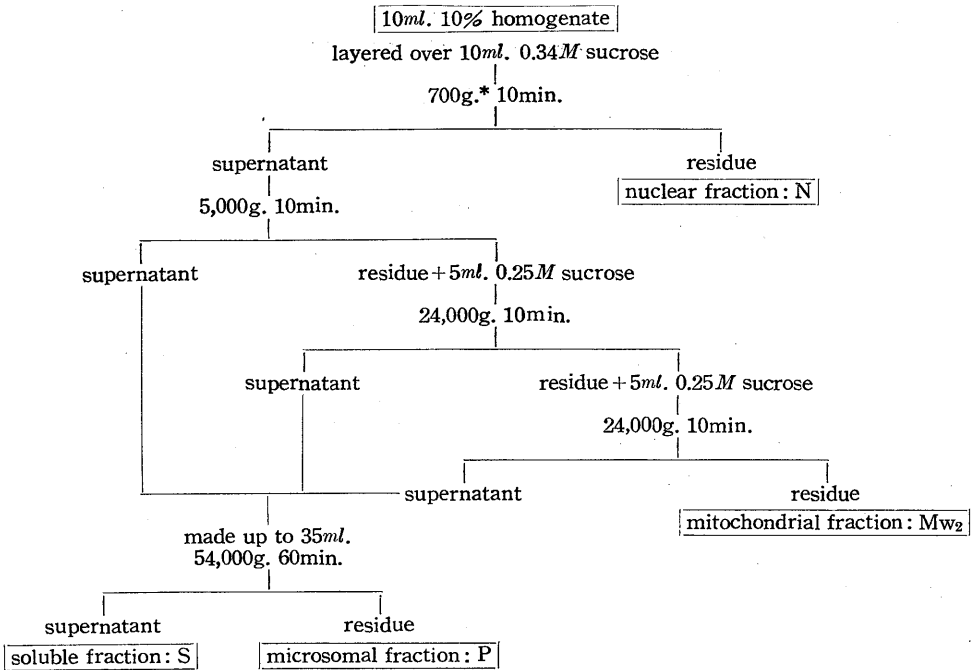 10ml. 10% homogenate
layered over 10ml. 0.34M sucrose
700g.* 10min.
supernatant
residue
nuclear fraction: N
5,000g. 10min.
supernatant
residue+5ml. 0.25M sucrose
24,000g. 10min.
supernatant
residue+5ml. 0.25M sucrose
24,000g. 10min.
supernatant
residue
mitochondrial fraction: Mw₂
made up to 35ml.
54,000g. 60min.
supernatant
residue
soluble fraction: S
microsomal fraction: P